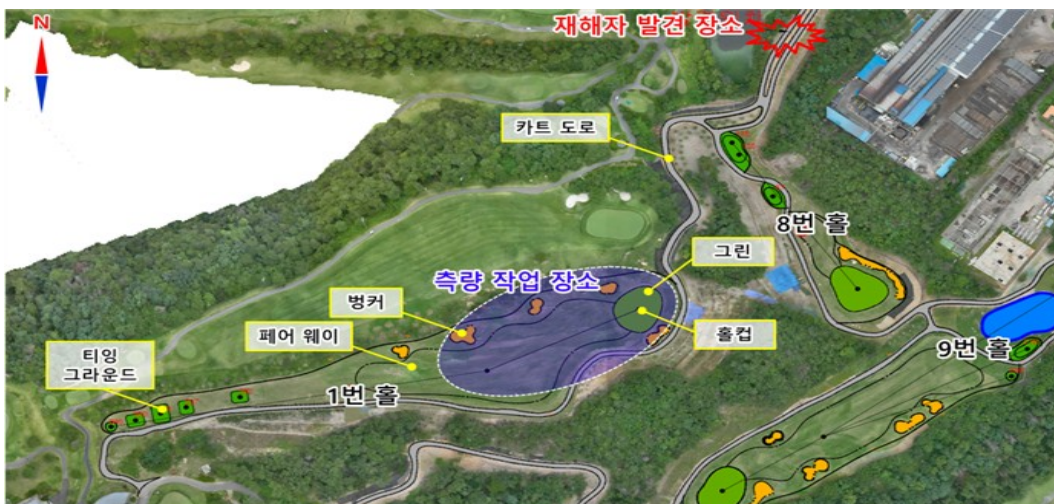 N
재해자 발견 장소
카트 도로
8번 홀
그린
측량 작업 장소
벙커
홀컵
페어 웨이
9번 홀
티잉
그라운드
1번 홀